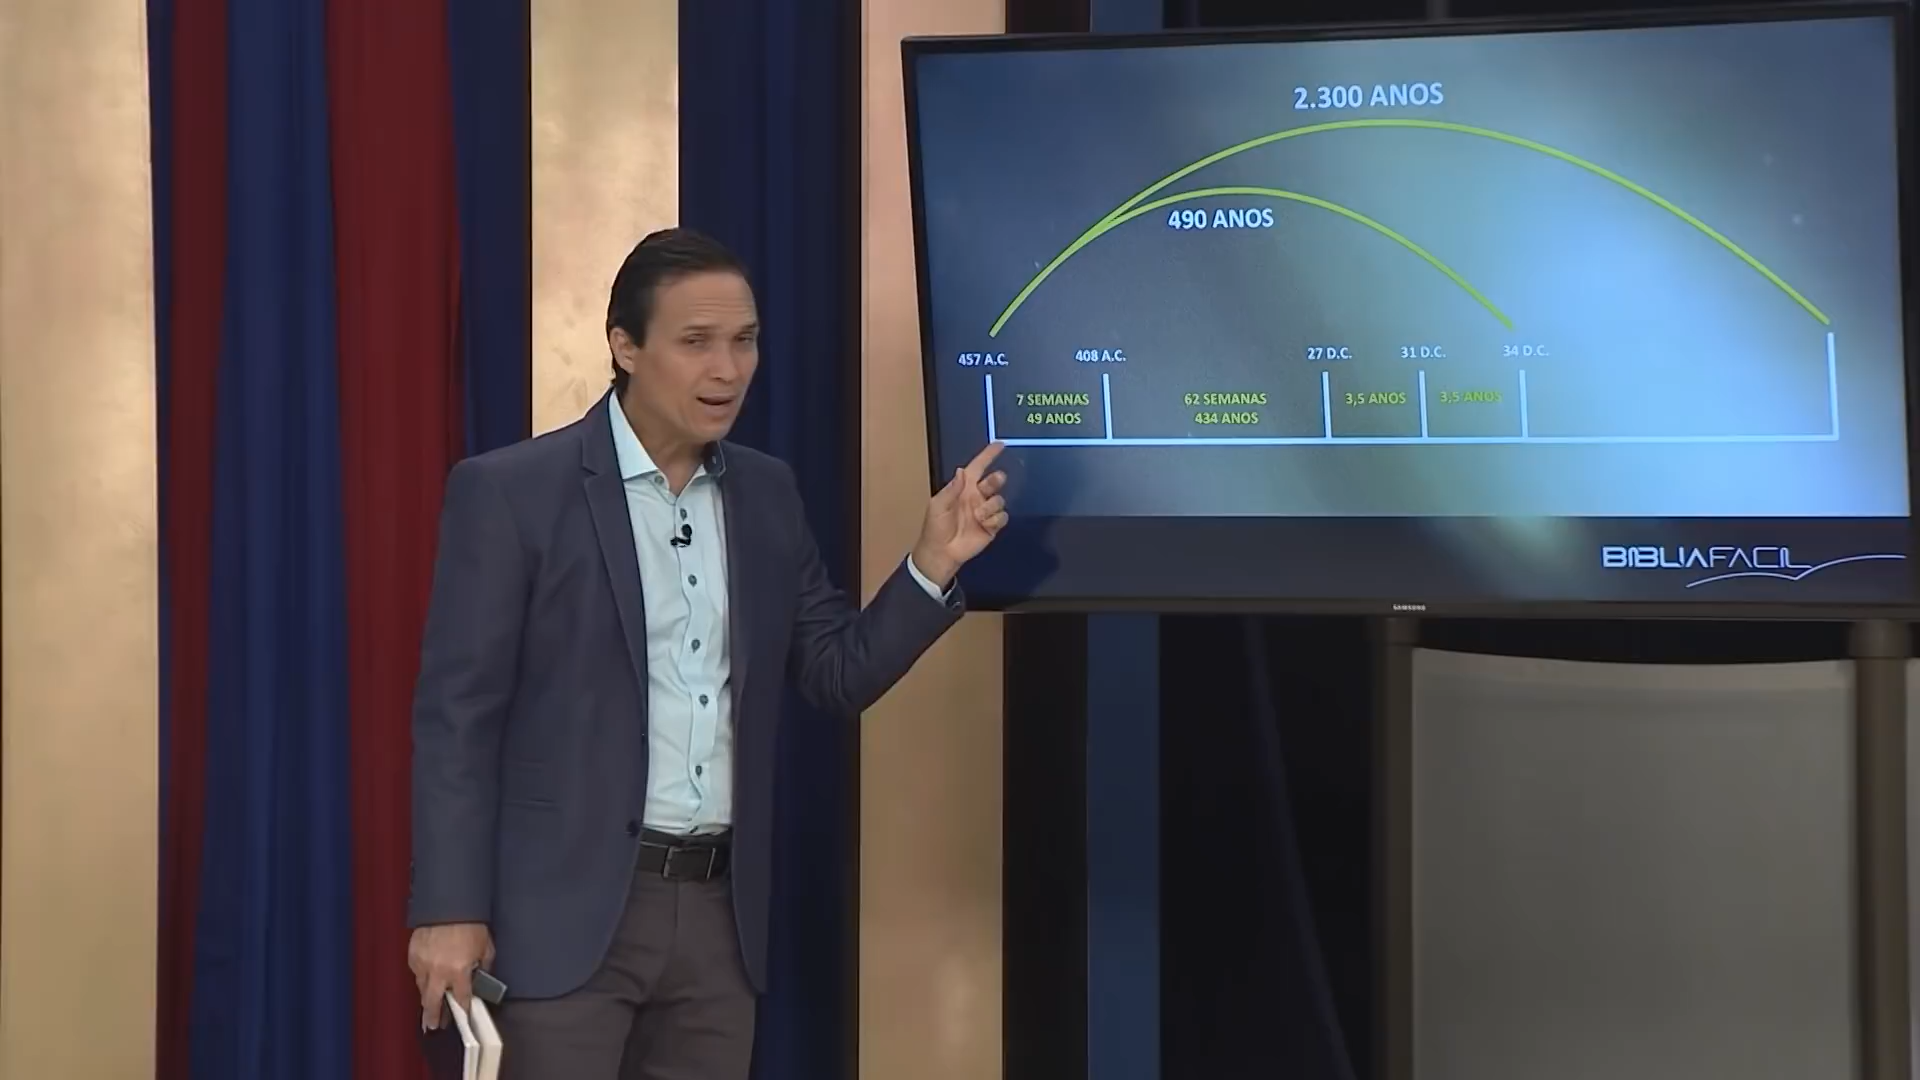 2.300 ANOS
490 ANOS
457 A.C.
408 A.C.
27 D.C.
31 D.C.
34 D.C.
7 SEMANAS
49 ANOS
62 SEMANAS
434 ANOS
3,5 ANOS
3,5 ANOS
BIBLIAFACIL
SAMSUNG